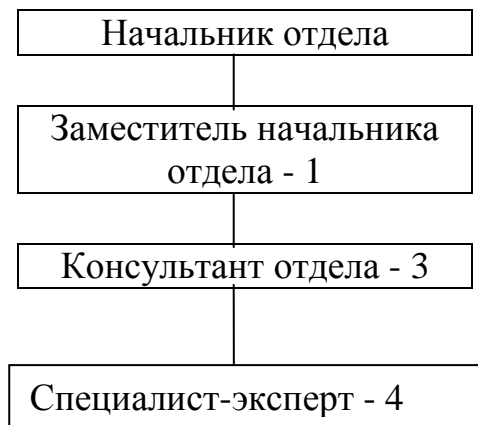 Начальник отдела
Заместитель начальника
отдела - 1
Консультант отдела - 3
Специалист-эксперт - 4